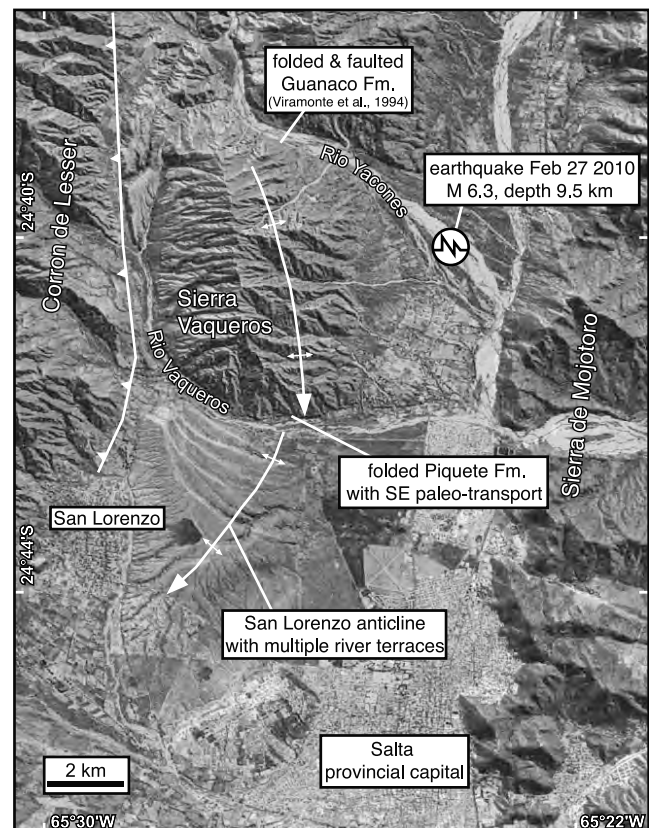 folded & faulted
Guanaco Fm.
(Viramonte et al., 1994)
Rio Yacones
earthquake Feb 27 2010
M 6.3, depth 9.5 km
24°40'S
Corron de Lesser
Sierra
Vaqueros
Rio Vaqueros
Sierra de Mojotoro
folded Piquete Fm.
with SE paleo-transport
San Lorenzo
24°44'S
San Lorenzo anticline
with multiple river terraces
Salta
provincial capital
2 km
65°30'W
65°22'W